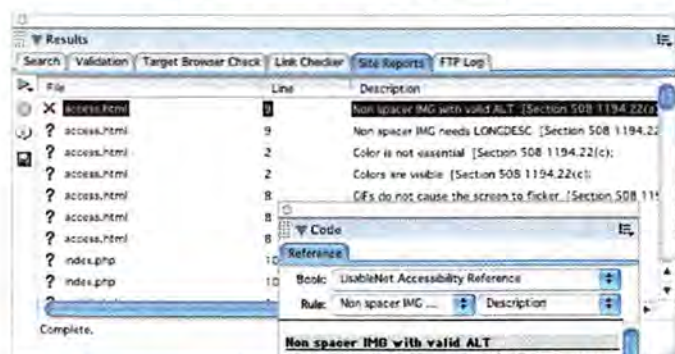 Results
Search Validation Target Browser Check Link Checker Site Reports FTP Log
File Line Description
access.html 9 Non spacer IMG with valid ALT [Section 508 1194.22(a)
? access.html 9 Non spacer IMG needs LONGDESC [Section 508 1194.22
? access.html 2 Color is not essential [Section 508 1194.22(c);
? access.html 2 Colors are visible [Section 508 1194.22(c);
? access.html 8 GIFs do not cause the screen to flicker [Section 508 119
? access.html 8
? access.html 8
? index.php 10
? index.php 10
Complete.
Code
Reference
Book: UsableNet Accessibility Reference
Rule: Non spacer IMG ... Description
Non spacer IMG with valid ALT